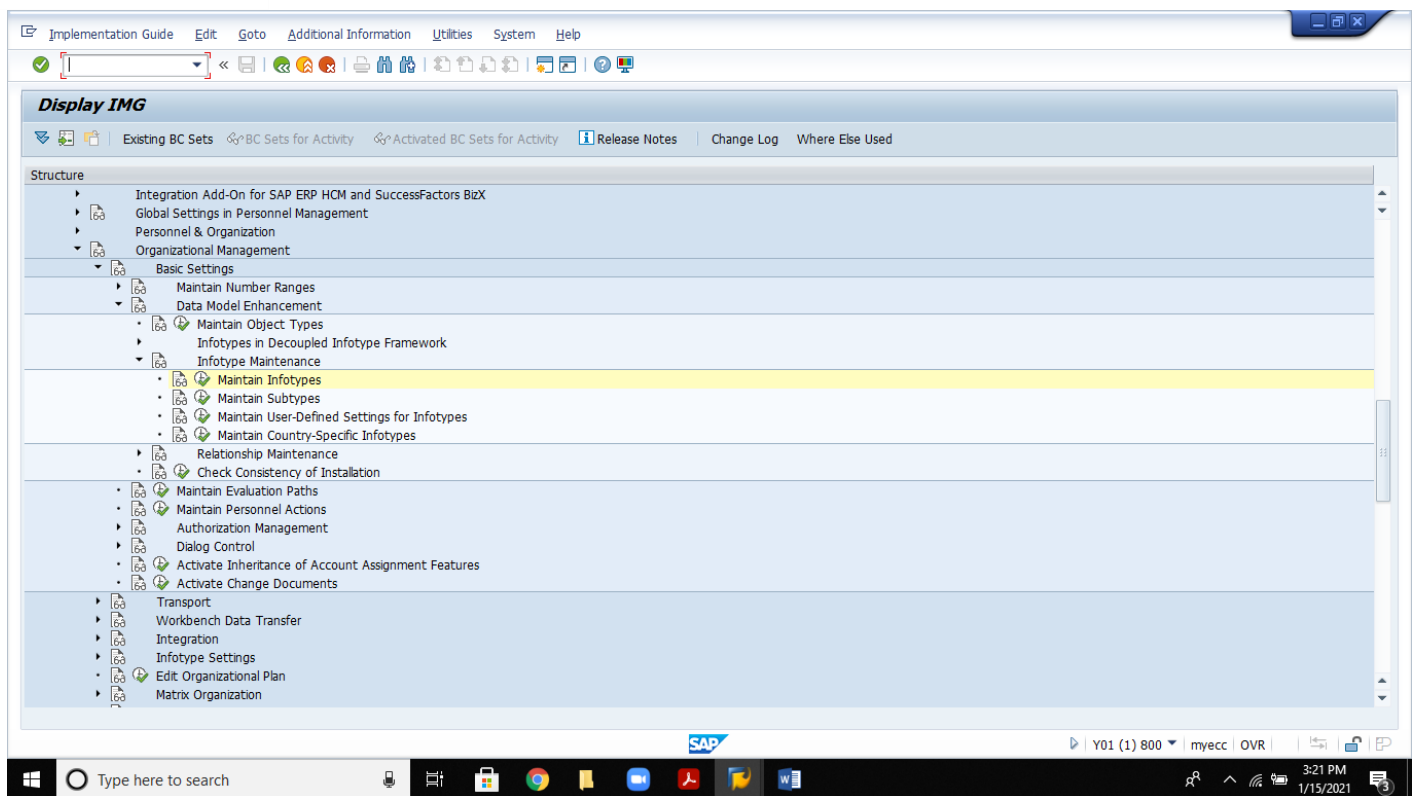 Implementation Guide Edit Goto Additional Information Utilities System Help
Display IMG
Existing BC Sets BC Sets for Activity Activated BC Sets for Activity Release Notes Change Log Where Else Used
Structure
Integration Add-On for SAP ERP HCM and SuccessFactors BizX
Global Settings in Personnel Management
Personnel & Organization
Organizational Management
Basic Settings
Maintain Number Ranges
Data Model Enhancement
Maintain Object Types
Infotypes in Decoupled Infotype Framework
Infotype Maintenance
Maintain Infotypes
Maintain Subtypes
Maintain User-Defined Settings for Infotypes
Maintain Country-Specific Infotypes
Relationship Maintenance
Check Consistency of Installation
Maintain Evaluation Paths
Maintain Personnel Actions
Authorization Management
Dialog Control
Activate Inheritance of Account Assignment Features
Activate Change Documents
Transport
Workbench Data Transfer
Integration
Infotype Settings
Edit Organizational Plan
Matrix Organization
SAP Y01 (1) 800 myecc OVR
Type here to search
3:21 PM
1/15/2021
3